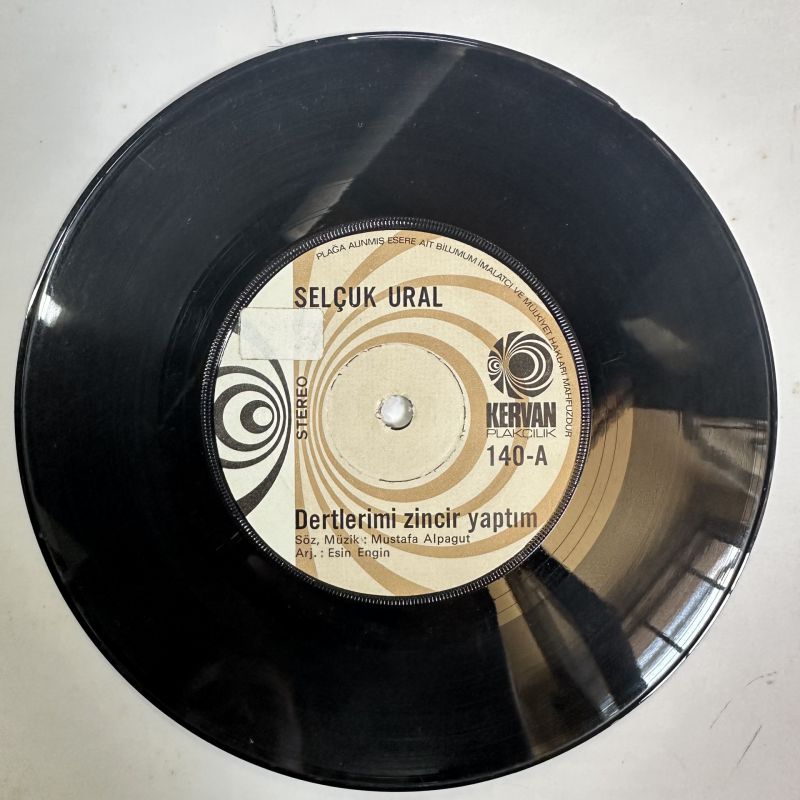 PLAĞA ALINMIŞ ESERE AİT BİLUMUM İMALATÇI VE MÜLKİYET HAKLARI MAHFUZDUR
SELÇUK URAL
STEREO
KERVAN
PLAKÇILIK
140-A
Dertlerimi zincir yaptım
Söz, Müzik : Mustafa Alpagut
Arj. : Esin Engin